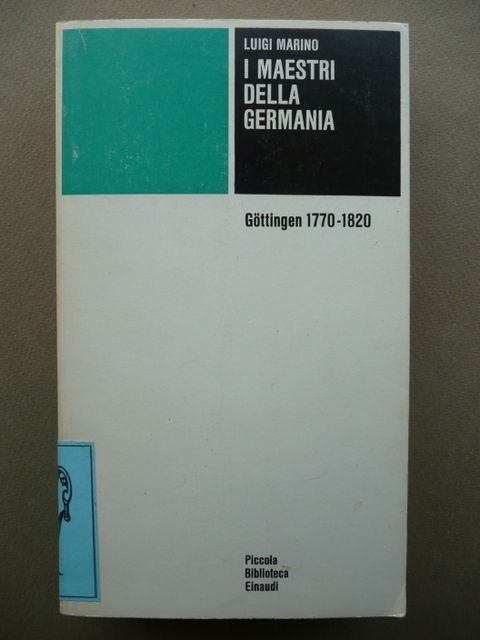 LUIGI MARINO
I MAESTRI
DELLA
GERMANIA
Göttingen 1770-1820
Piccola
Biblioteca
Einaudi